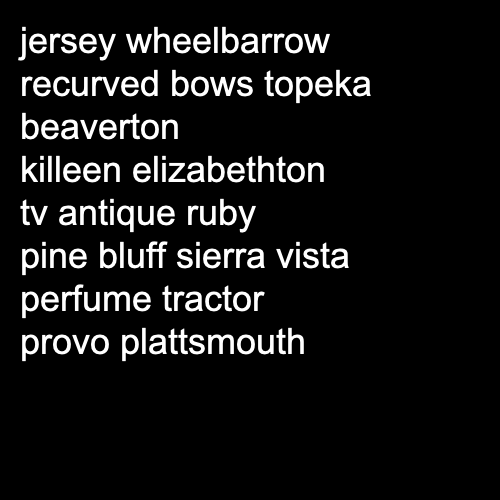 jersey wheelbarrow
recurved bows topeka
beaverton
killeen elizabethton
tv antique ruby
pine bluff sierra vista
perfume tractor
provo plattsmouth